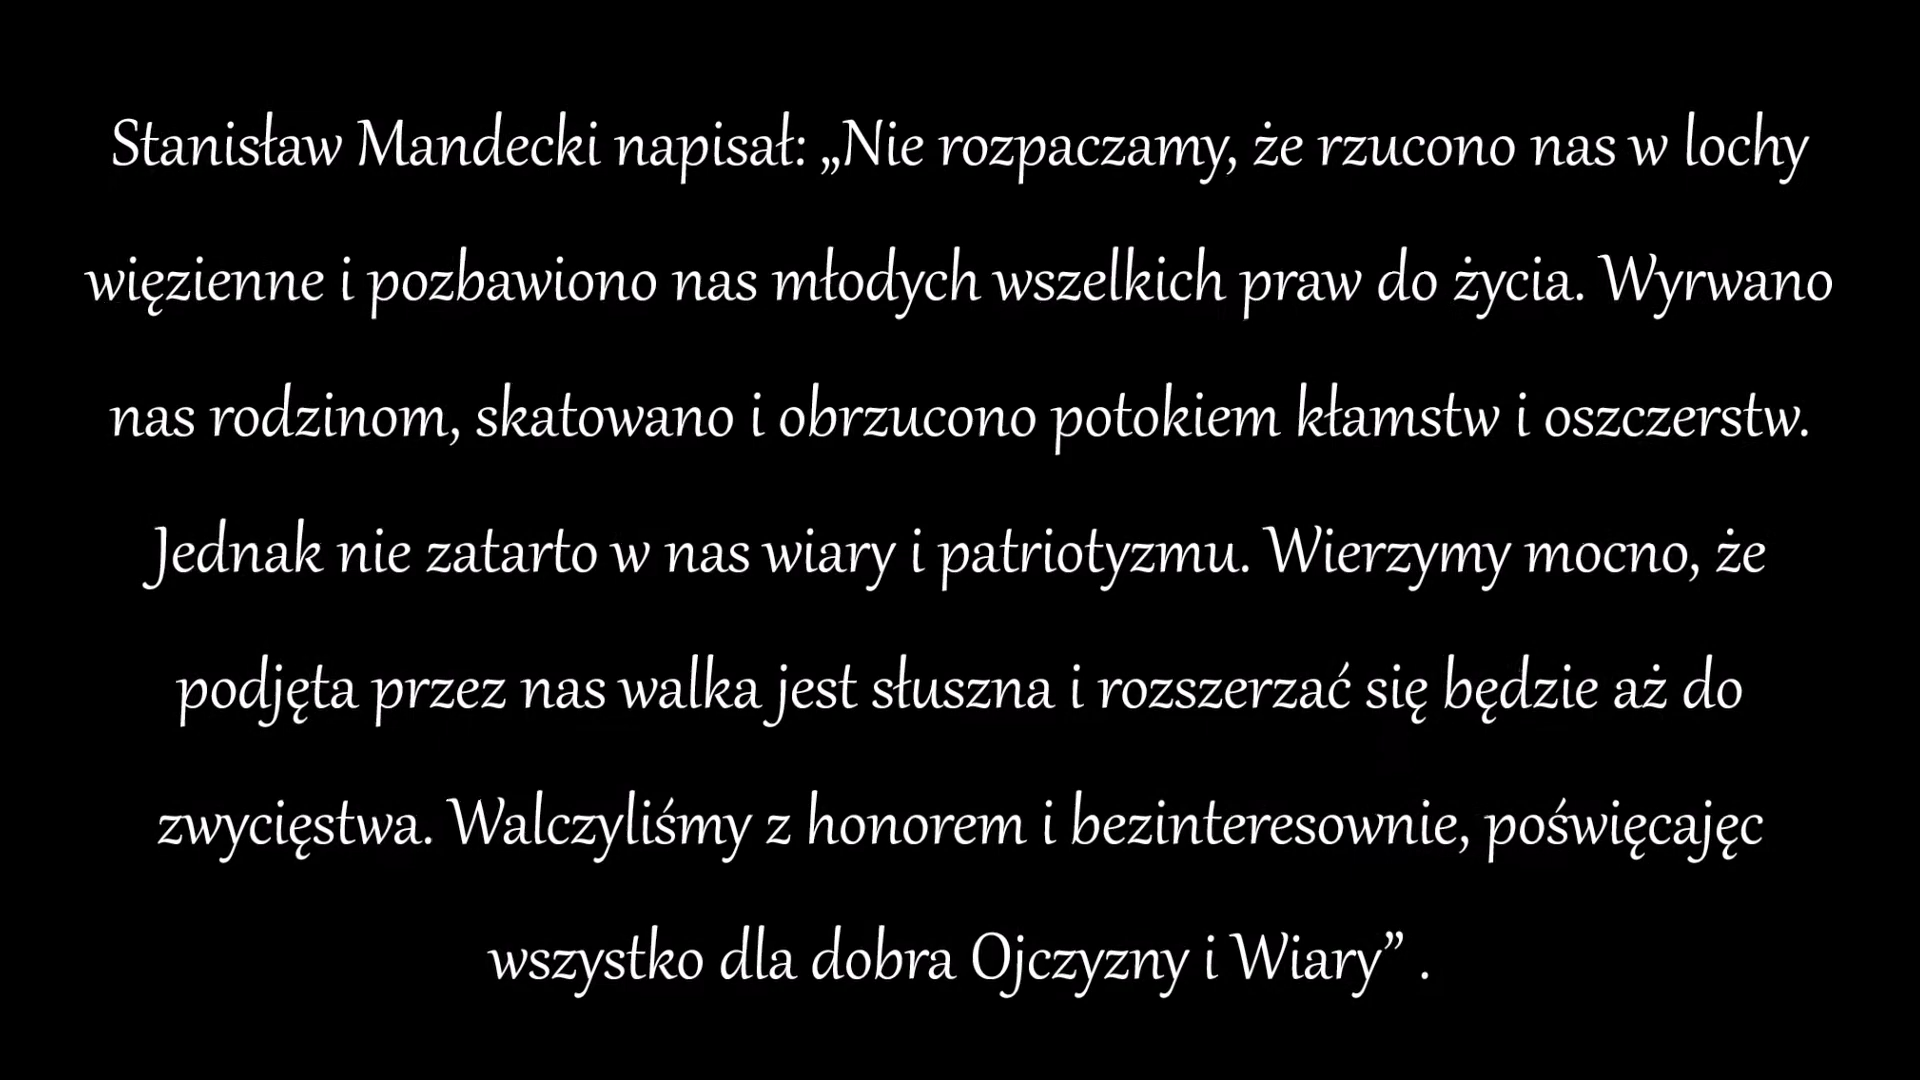 Stanisław Mandecki napisał: „Nie rozpaczamy, że rzucono nas w lochy
więzienne i pozbawiono nas młodych wszelkich praw do życia. Wyrwano
nas rodzinom, skatowano i obrzucono potokiem kłamstw i oszczerstw.
Jednak nie zatarto w nas wiary i patriotyzmu. Wierzymy mocno, że
podjęta przez nas walka jest słuszna i rozszerzać się będzie aż do
zwycięstwa. Walczyliśmy z honorem i bezinteresownie, poświęcajęc
wszystko dla dobra Ojczyzny i Wiary” .